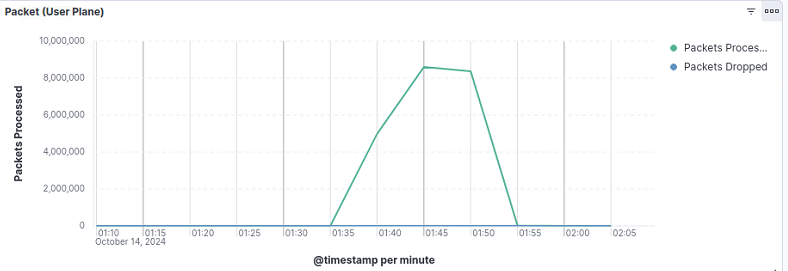 Packet (User Plane)
10,000,000
8,000,000
6,000,000
4,000,000
2,000,000
0
Packets Processed
01:10 01:15 01:20 01:25 01:30 01:35 01:40 01:45 01:50 01:55 02:00 02:05
October 14, 2024
@timestamp per minute
Packets Proces...
Packets Dropped